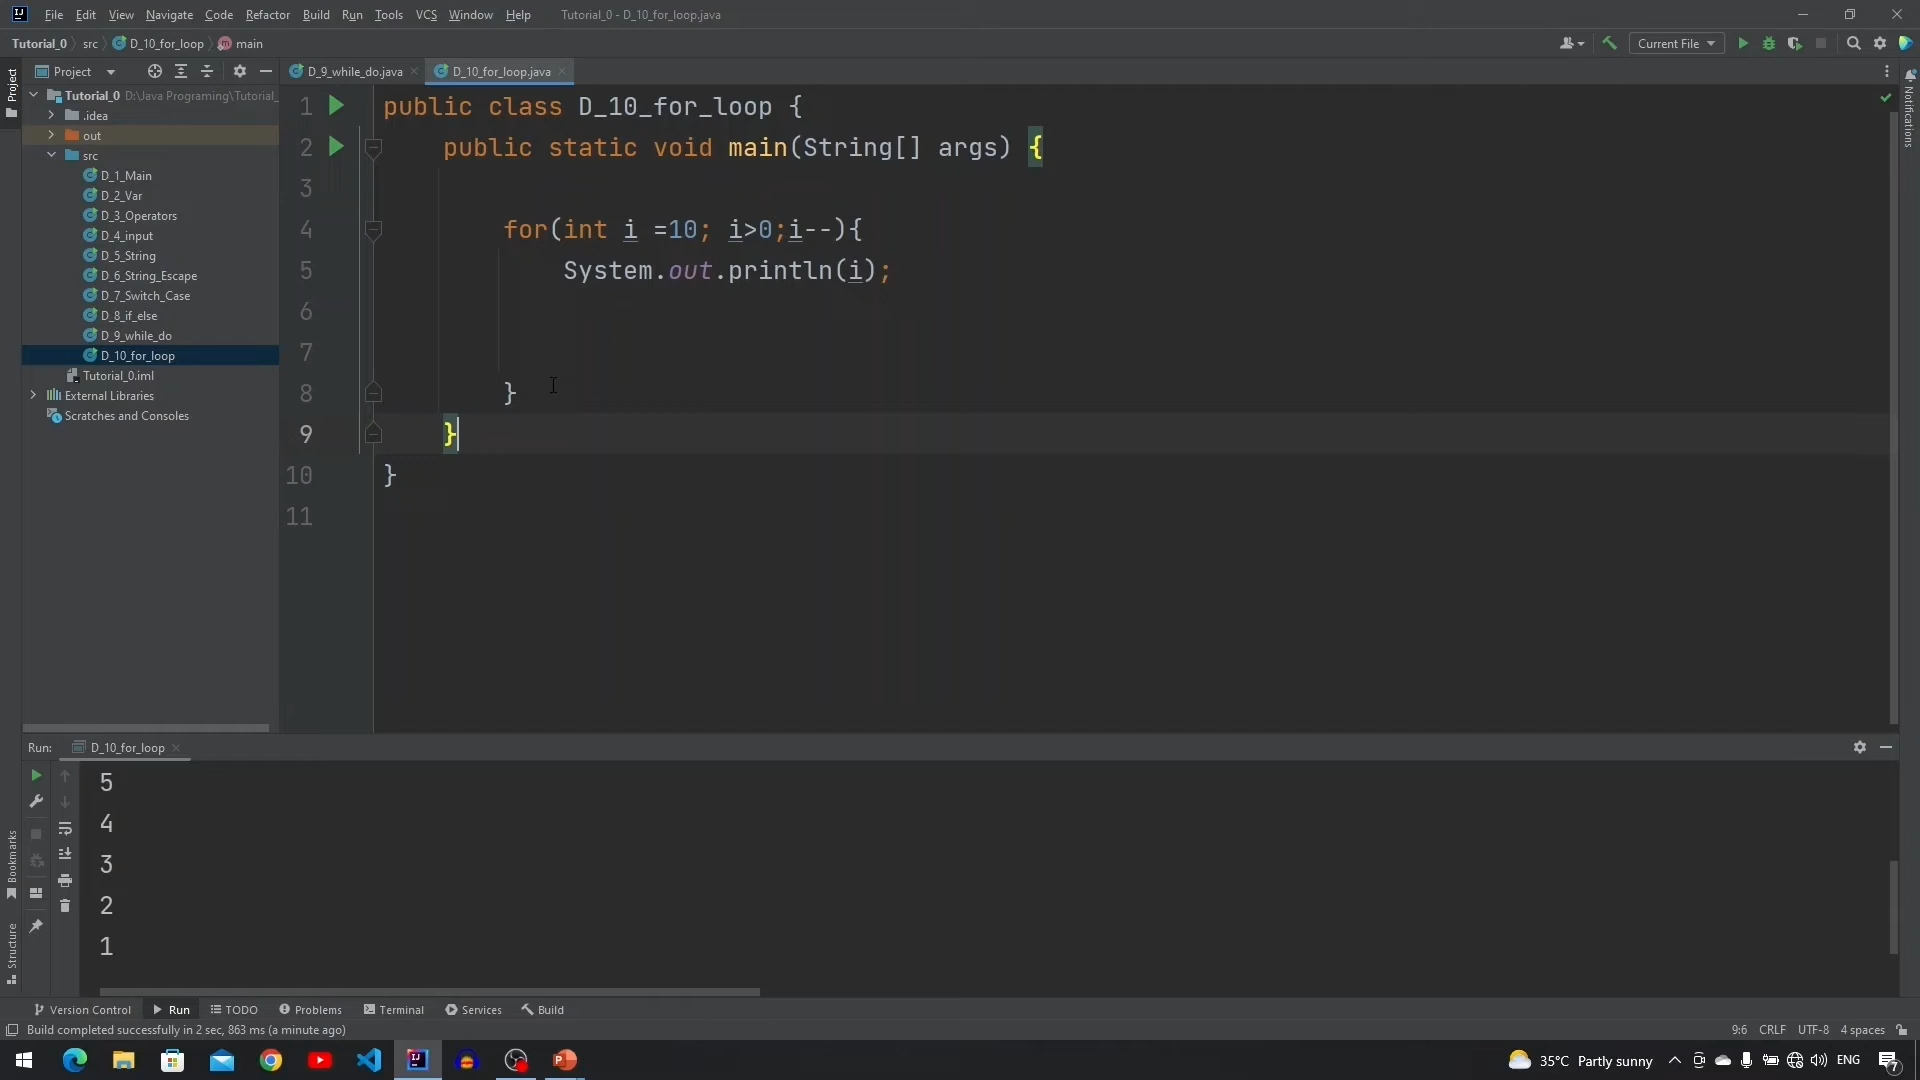 File Edit View Navigate Code Refactor Build Run Tools VCS Window Help Tutorial_0 - D_10_for_loop.java
Tutorial_0 src D_10_for_loop main
Current File
Project
D_9_while_do.java D_10_for_loop.java
Project
Notifications
Tutorial_0 D:\Java Programing\Tutorial_
.idea
out
src
D_1_Main
D_2_Var
D_3_Operators
D_4_input
D_5_String
D_6_String_Escape
D_7_Switch_Case
D_8_if_else
D_9_while_do
D_10_for_loop
Tutorial_0.iml
External Libraries
Scratches and Consoles
1 public class D_10_for_loop {
2 public static void main(String[] args) {
3
4 for(int i =10; i>0;i--){
5 System.out.println(i);
6
7
8 }
9 }
10 }
11
Run: D_10_for_loop
5
4
3
2
1
Bookmarks
Structure
Version Control Run TODO Problems Terminal Services Build
Build completed successfully in 2 sec, 863 ms (a minute ago)
9:6 CRLF UTF-8 4 spaces
35°C Partly sunny ENG 7